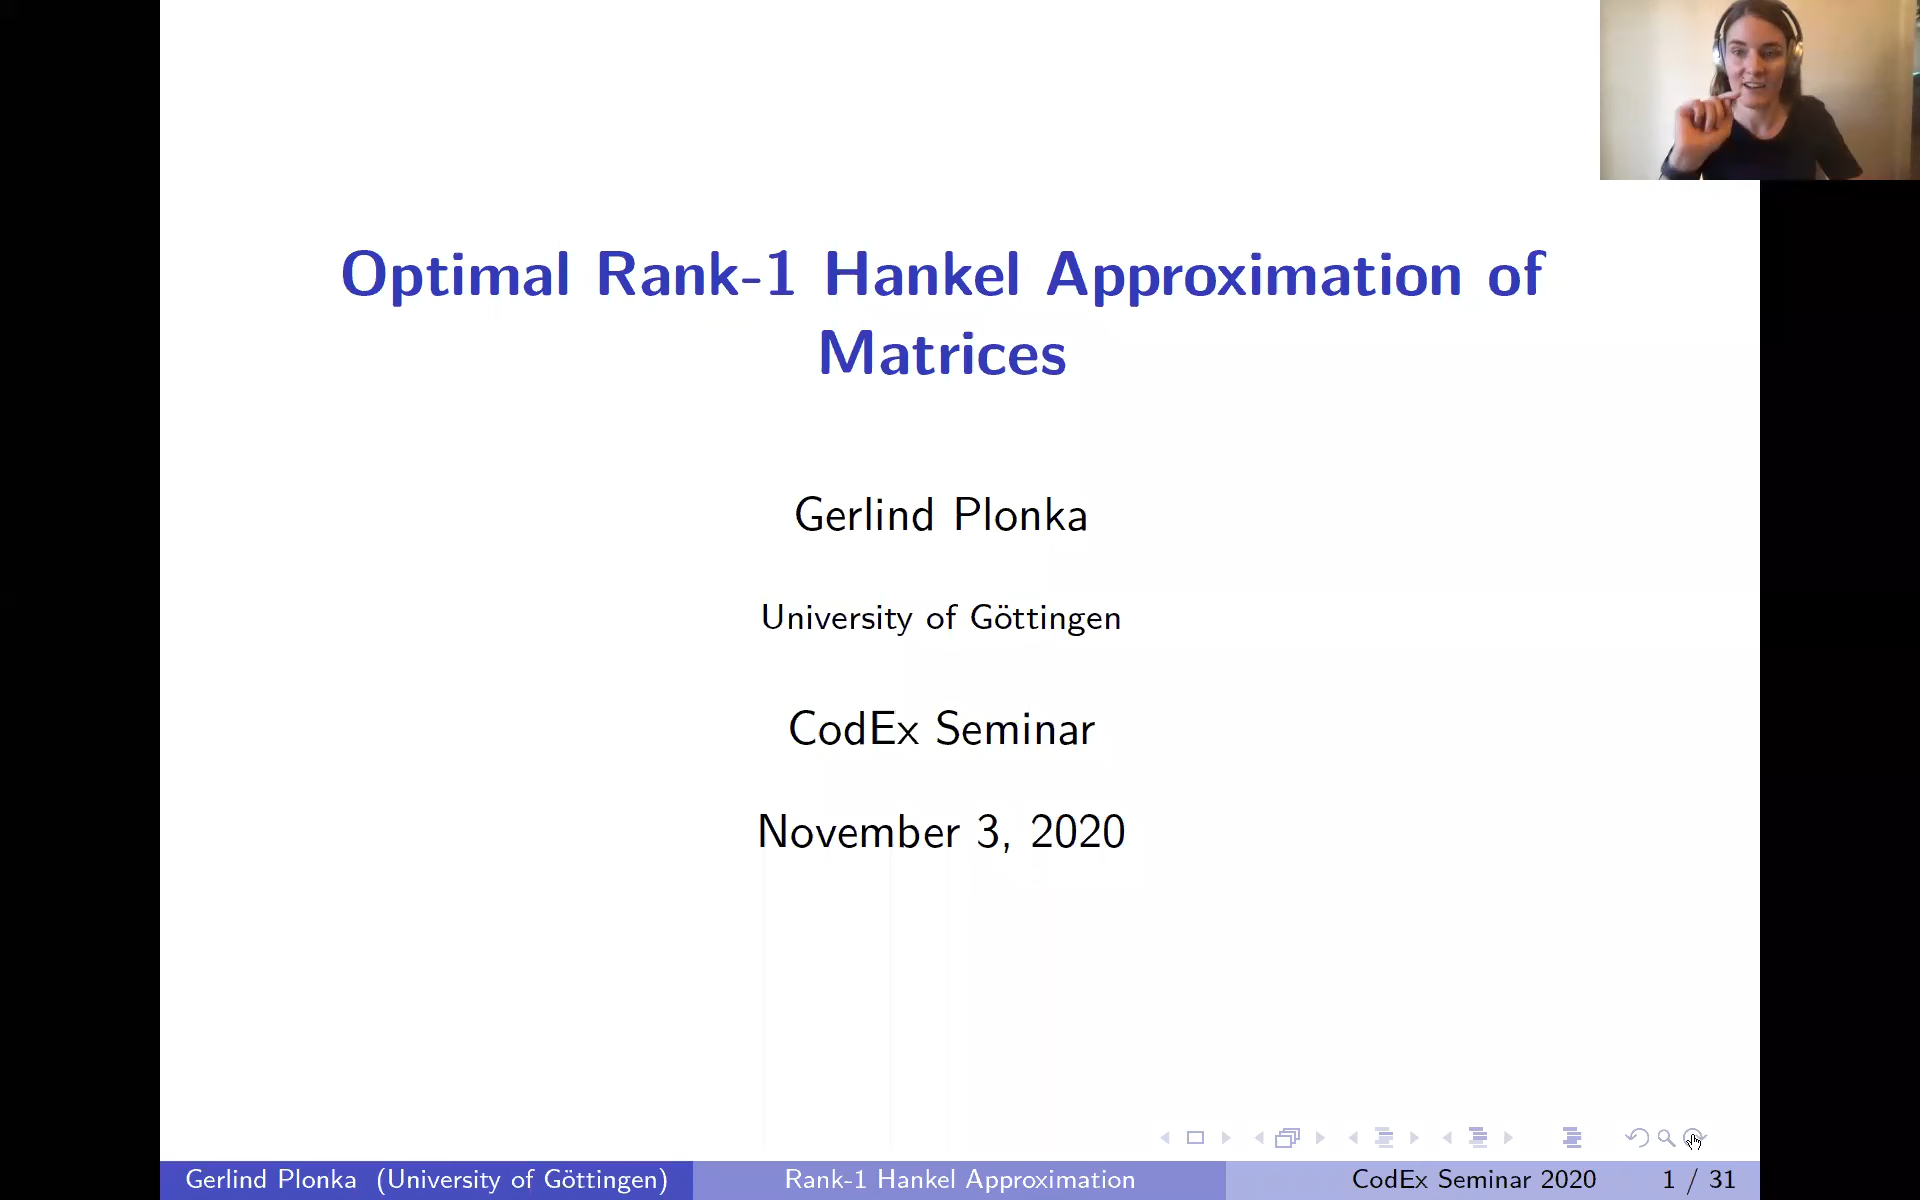 Optimal Rank-1 Hankel Approximation of
Matrices
Gerlind Plonka
University of Göttingen
CodEx Seminar
November 3, 2020
Gerlind Plonka (University of Göttingen) Rank-1 Hankel Approximation CodEx Seminar 2020 1 / 31